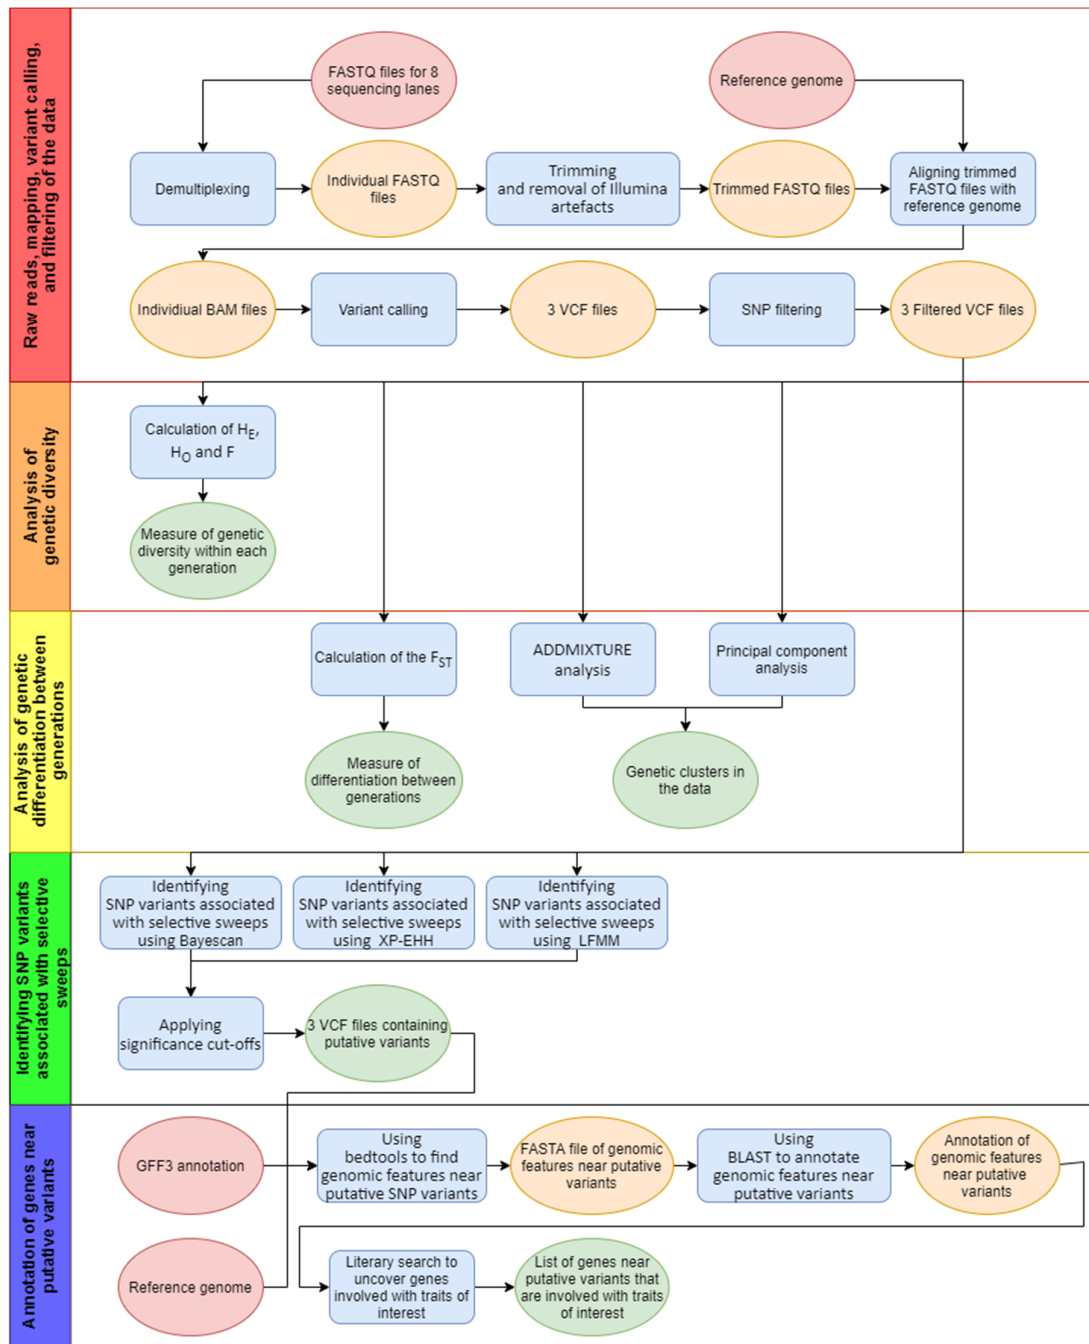 Raw reads, mapping, variant calling,
and filtering of the data
FASTQ files for 8
sequencing lanes
Reference genome
Demultiplexing
Individual FASTQ
files
Trimming
and removal of Illumina
artefacts
Trimmed FASTQ files
Aligning trimmed
FASTQ files with
reference genome
Individiual BAM files
Variant calling
3 VCF files
SNP filtering
3 Filtered VCF files
Analysis of
genetic diversity
Calculation of HE,
HO and F
Measure of genetic
diversity within each
generation
Analysis of genetic
differentiation between
generations
Calculation of the FST
ADDMIXTURE
analysis
Principal component
analysis
Measure of
differentiation between
generations
Genetic clusters in
the data
Identifying SNP variants
associated with selective
sweeps
Identifying
SNP variants associated
with selective sweeps
using Bayescan
Identifying
SNP variants associated
with selective sweeps
using XP-EHH
Identifying
SNP variants associated
with selective sweeps
using LFMM
Applying
significance cut-offs
3 VCF files containing
putative variants
Annotation of genes near
putative variants
GFF3 annotation
Using
bedtools to find
genomic features near
putative SNP variants
FASTA file of genomic
features near putative
variants
Using
BLAST to annotate
genomic features near
putative variants
Annotation of
genomic features
near putative
variants
Reference genome
Literary search to
uncover genes
involved with traits of
interest
List of genes near
putative variants that
are involved with traits
of interest